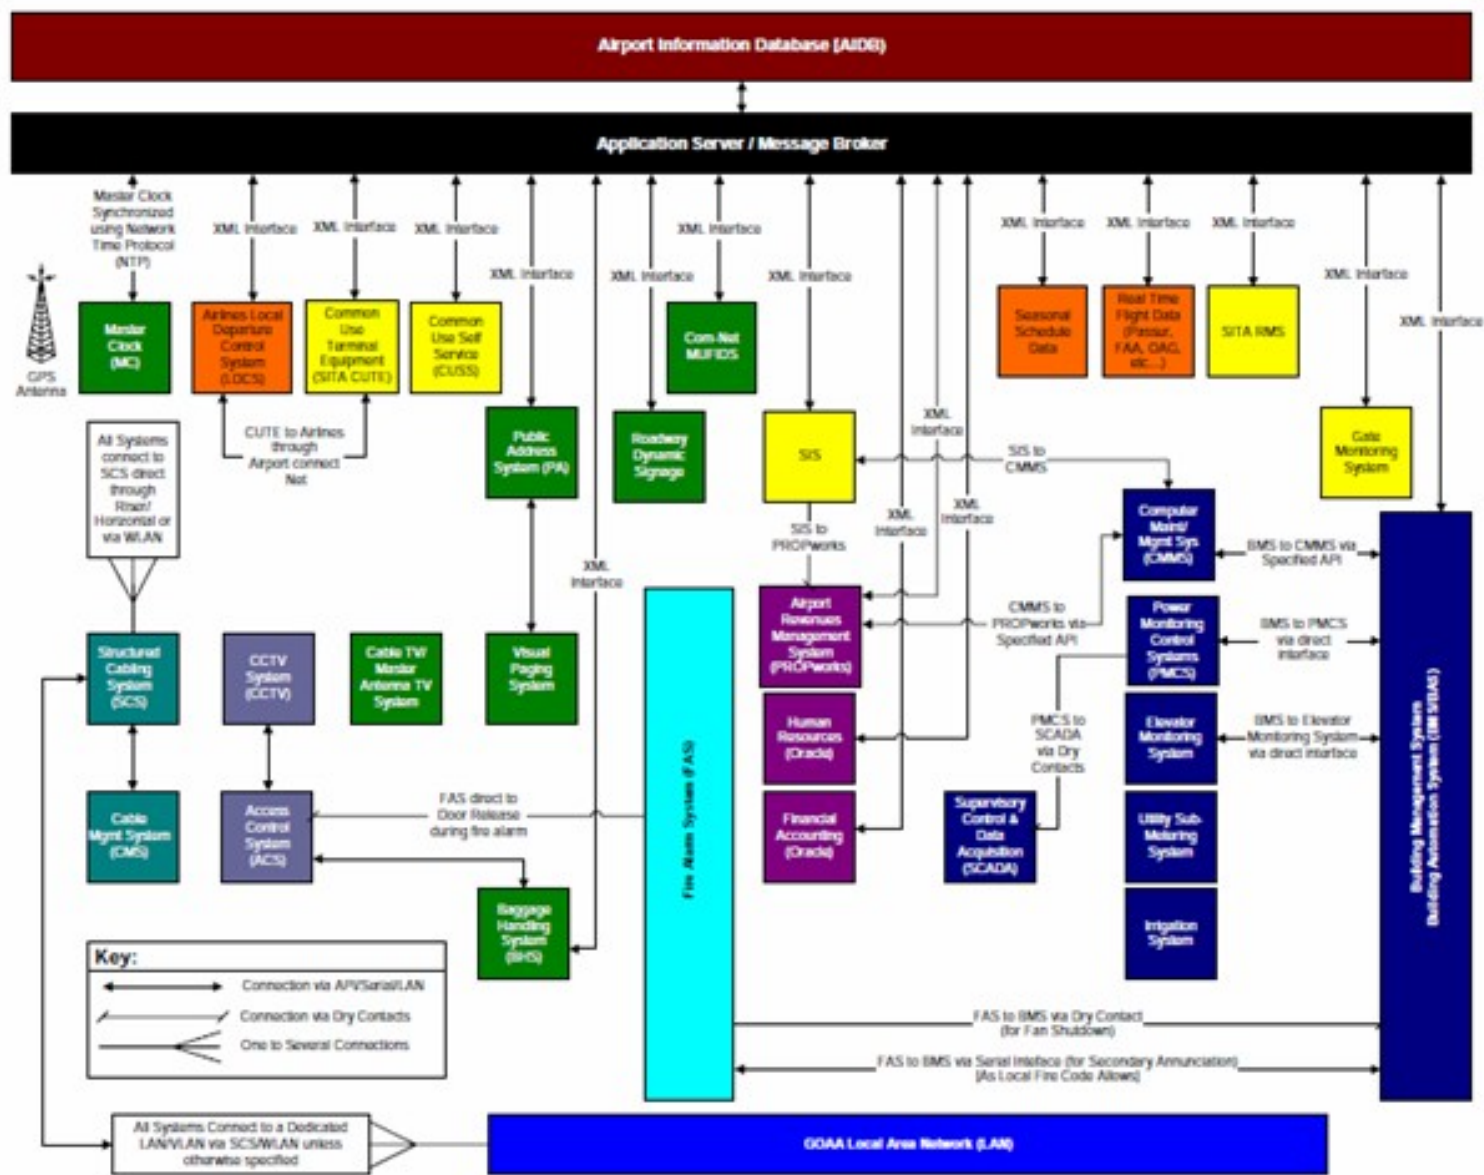 Airport Information Database [AIDB)
Application Server / Message Broker
Master Clock
Synchronized
using Network
Time Protocol
(NTP)
XML Interface
XML Interface
XML Interface
XML Interface
XML Interface
XML Interface
XML Interface
XML Interface
XML Interface
XML Interface
XML Interface
XML Interface
GPS
Antenna
Master
Clock
(MC)
Airlines Local
Departure
Control
System
(LDCS)
Common
Use
Terminal
Equipment
(SITA CUTE)
Common
Use Self
Service
(CUSS)
Com-Net
MUFIDS
Seasonal
Schedule
Data
Real Time
Flight Data
(Passur,
FAA, OAG,
etc...)
SITA RMS
XML Interface
All Systems
connect to
SCS direct
through
Riser/
Horizontal or
via WLAN
CUTE to Airlines
through
Airport connect
Net
Public
Address
System (PA)
Roadway
Dynamic
Signage
SIS
XML
Interface
SIS to
CMMS
Gate
Monitoring
System
SIS to
PROPworks
XML
Interface
XML
Interface
Computer
Maint/
Mgmt Sys
(CMMS)
BMS to CMMS via
Specified API
XML
Interface
Airport
Revenues
Management
System
(PROPworks)
CMMS to
PROPworks via
Specified API
Power
Monitoring
Control
Systems
(PMCS)
BMS to PMCS
via direct
interface
Structured
Cabling
System
(SCS)
CCTV
System
(CCTV)
Cable TV/
Master
Antenna TV
System
Visual
Paging
System
Human
Resources
(Oracle)
PMCS to
SCADA
via Dry
Contacts
Elevator
Monitoring
System
BMS to Elevator
Monitoring System
via direct interface
Cable
Mgmt System
(CMS)
Access
Control
System
(ACS)
FAS direct to
Door Release
during fire alarm
Fire Alarm System (FAS)
Financial
Accounting
(Oracle)
Supervisory
Control &
Data
Acquisition
(SCADA)
Utility Sub-
Metering
System
Building Management System
Building Automation System (BMS/BAS)
Baggage
Handling
System
(BHS)
Irrigation
System
Key:
Connection via API/Serial/LAN
Connection via Dry Contacts
One to Several Connections
FAS to BMS via Dry Contact
(for Fan Shutdown)
FAS to BMS via Serial Inteface (for Secondary Annunciation)
[As Local Fire Code Allows]
All Systems Connect to a Dedicated
LAN/VLAN via SCS/WLAN unless
otherwise specified
GOAA Local Area Network (LAN)